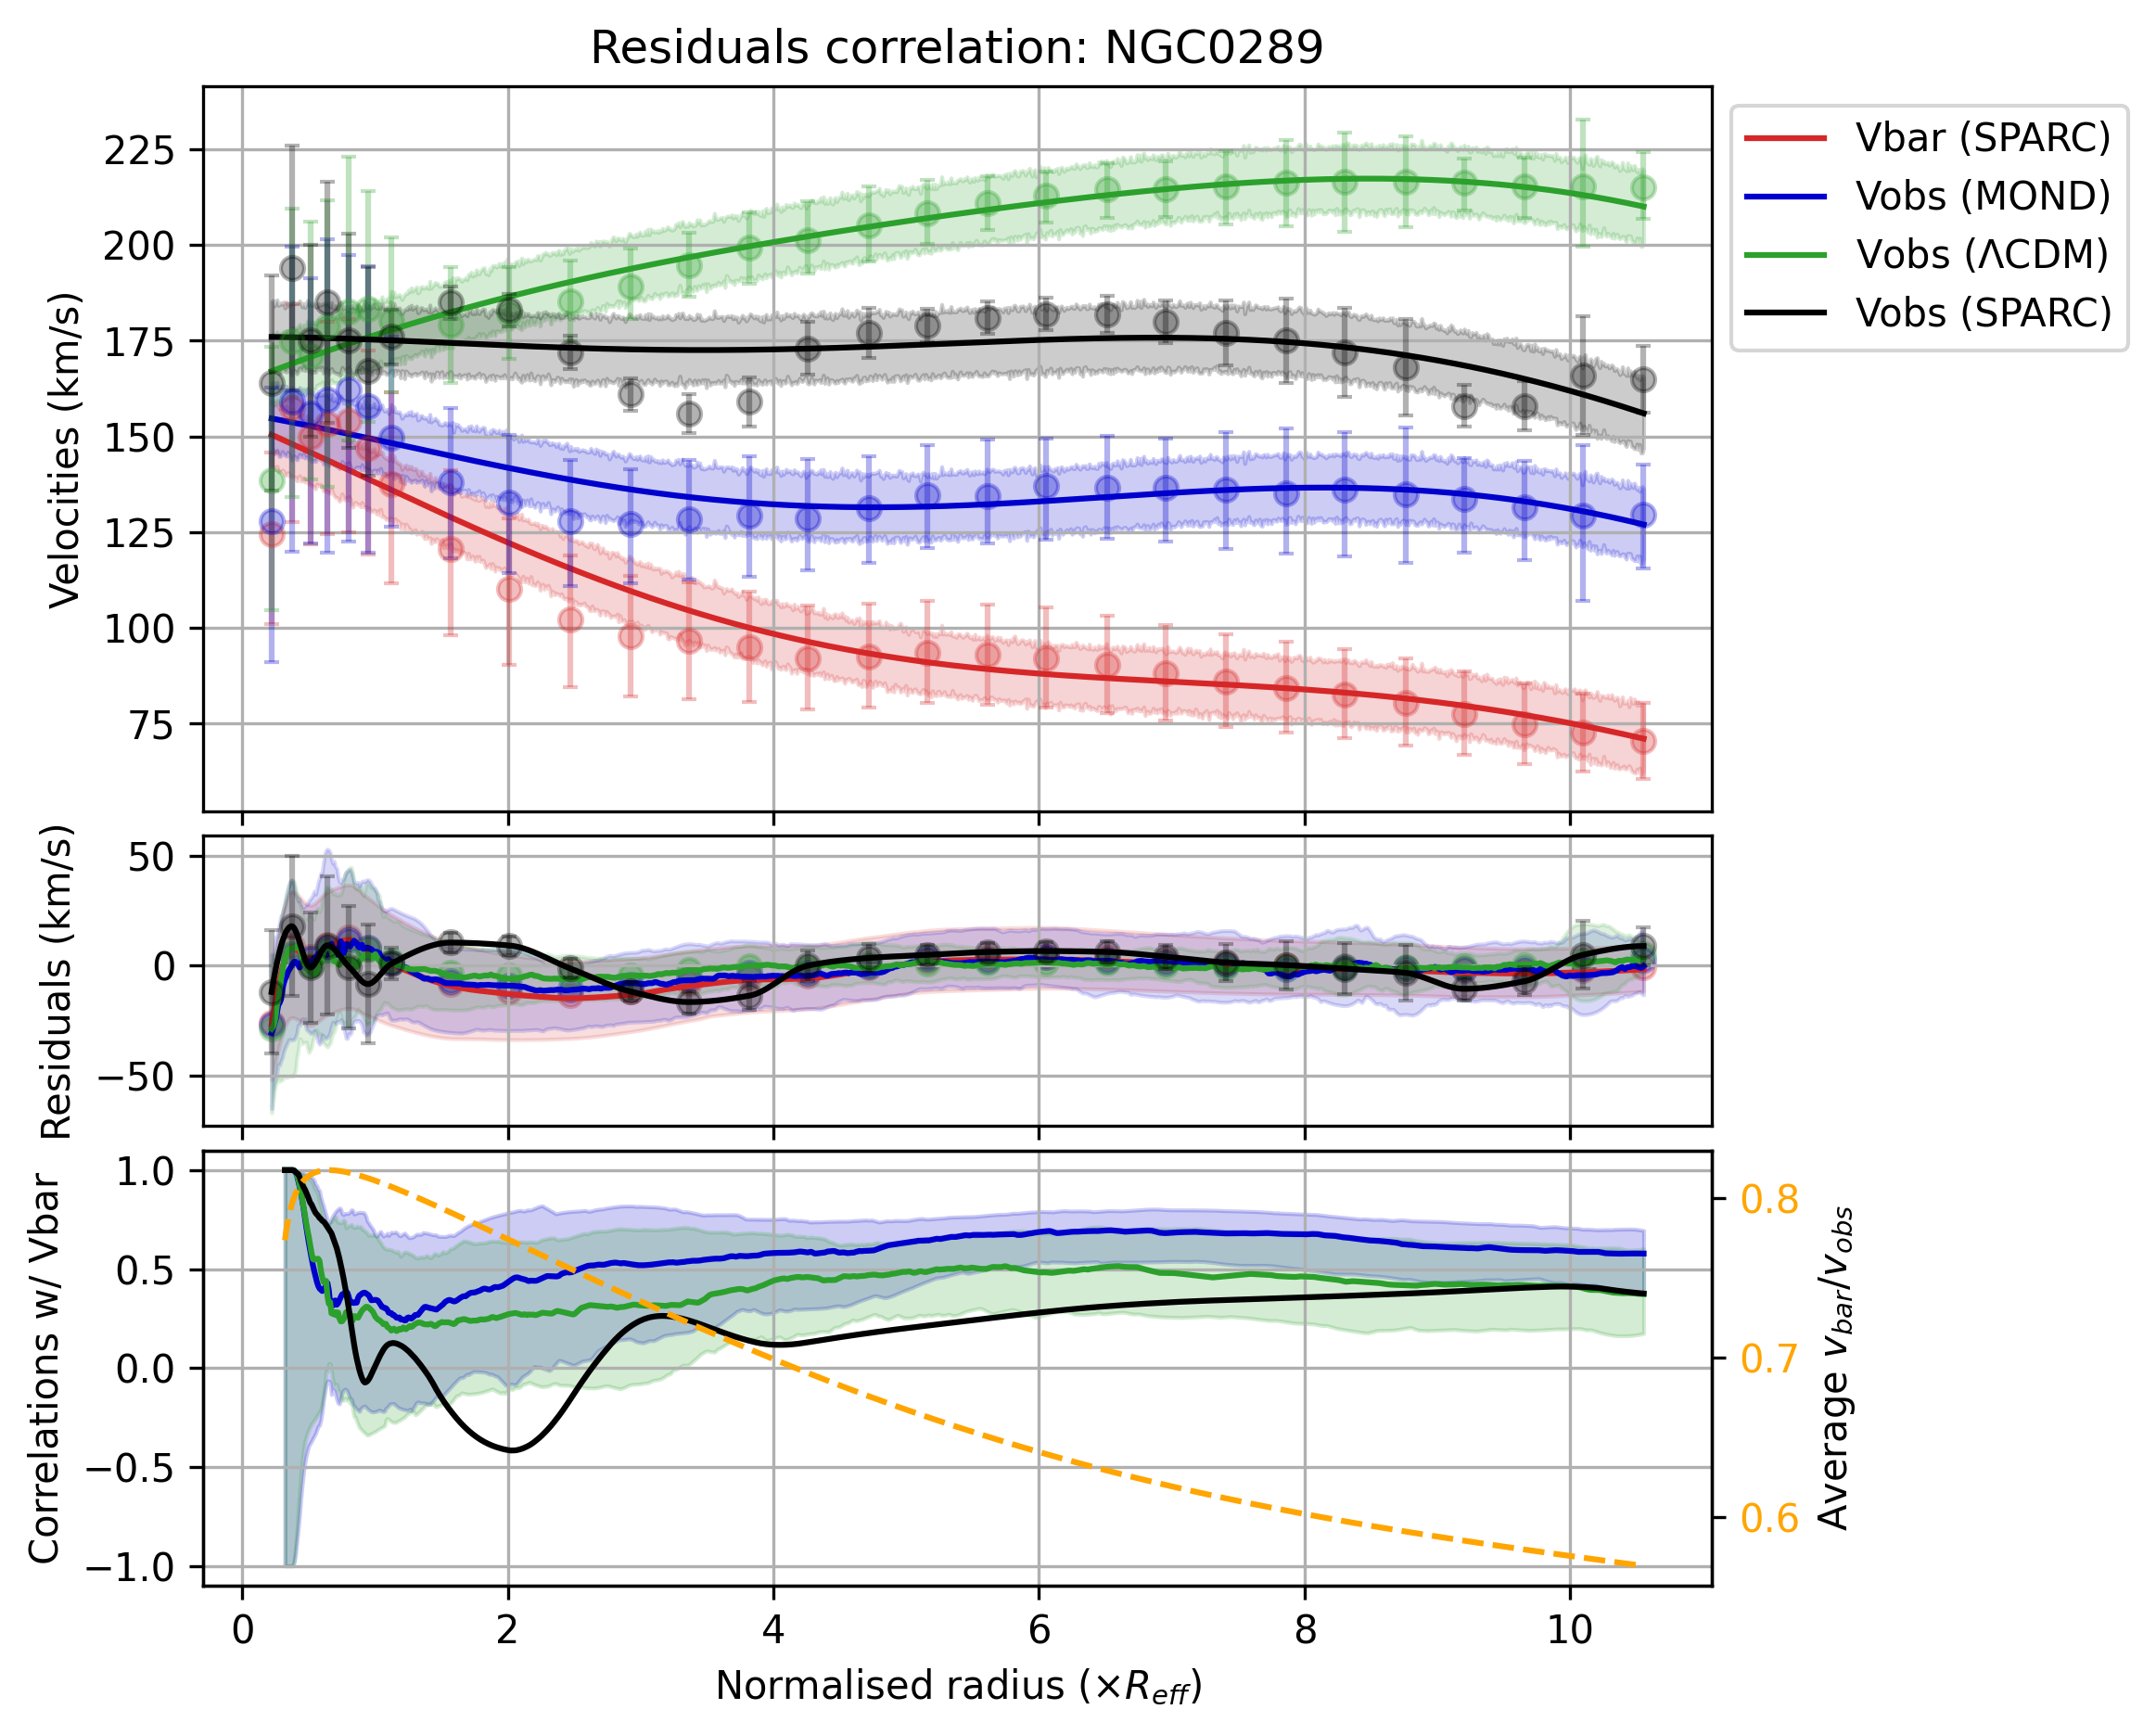 Residuals correlation: NGC0289
Velocities (km/s)
225
200
175
150
125
100
75
Vbar (SPARC)
Vobs (MOND)
Vobs (ΛCDM)
Vobs (SPARC)
Residuals (km/s)
50
0
−50
Correlations w/ Vbar
1.0
0.5
0.0
−0.5
−1.0
0.8
0.7
0.6
Average v_bar/v_obs
0
2
4
6
8
10
Normalised radius (×R_eff)